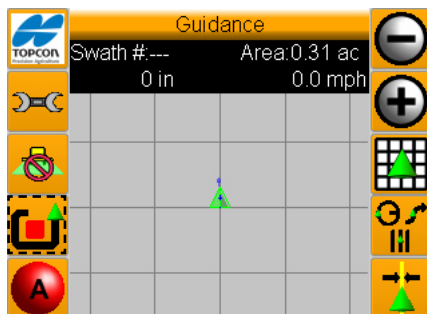 Guidance
TOPCON
Precision Agriculture
Swath #:--- Area:0.31 ac
0 in 0.0 mph
A